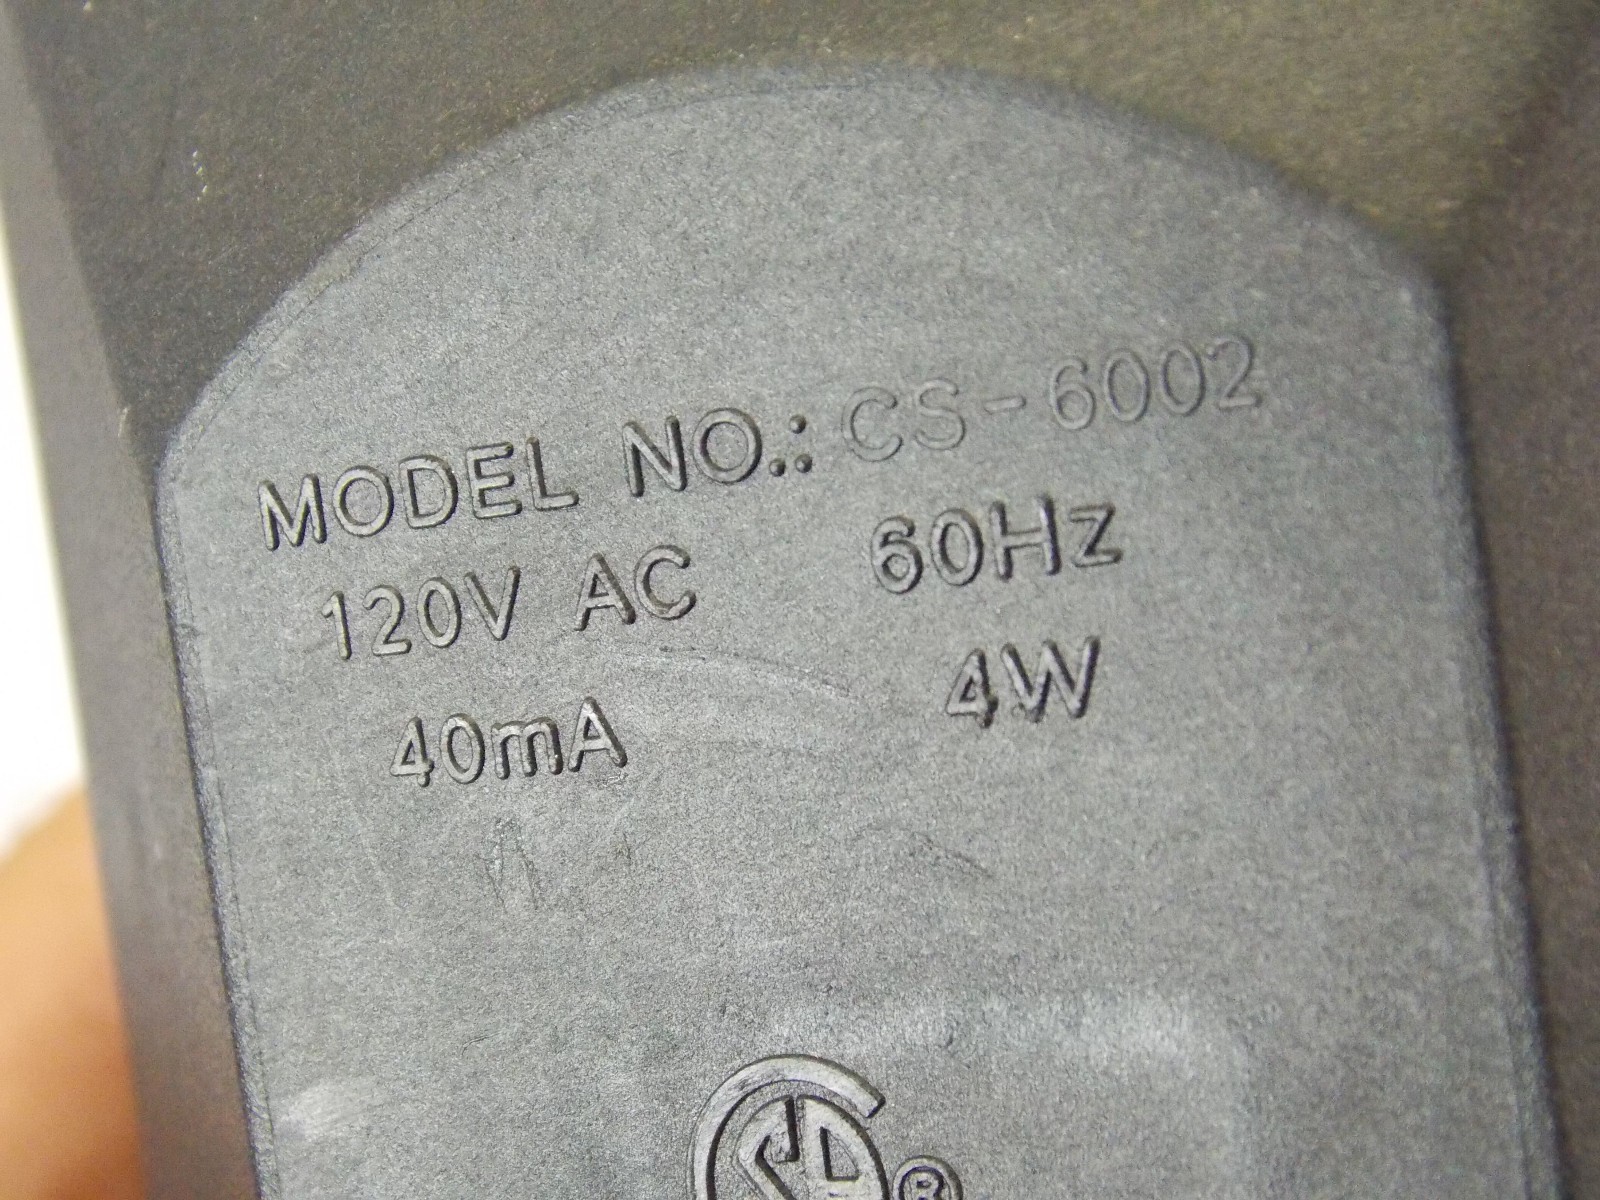 MODEL NO.: CS-6002
120V AC 60Hz
40mA 4W
®